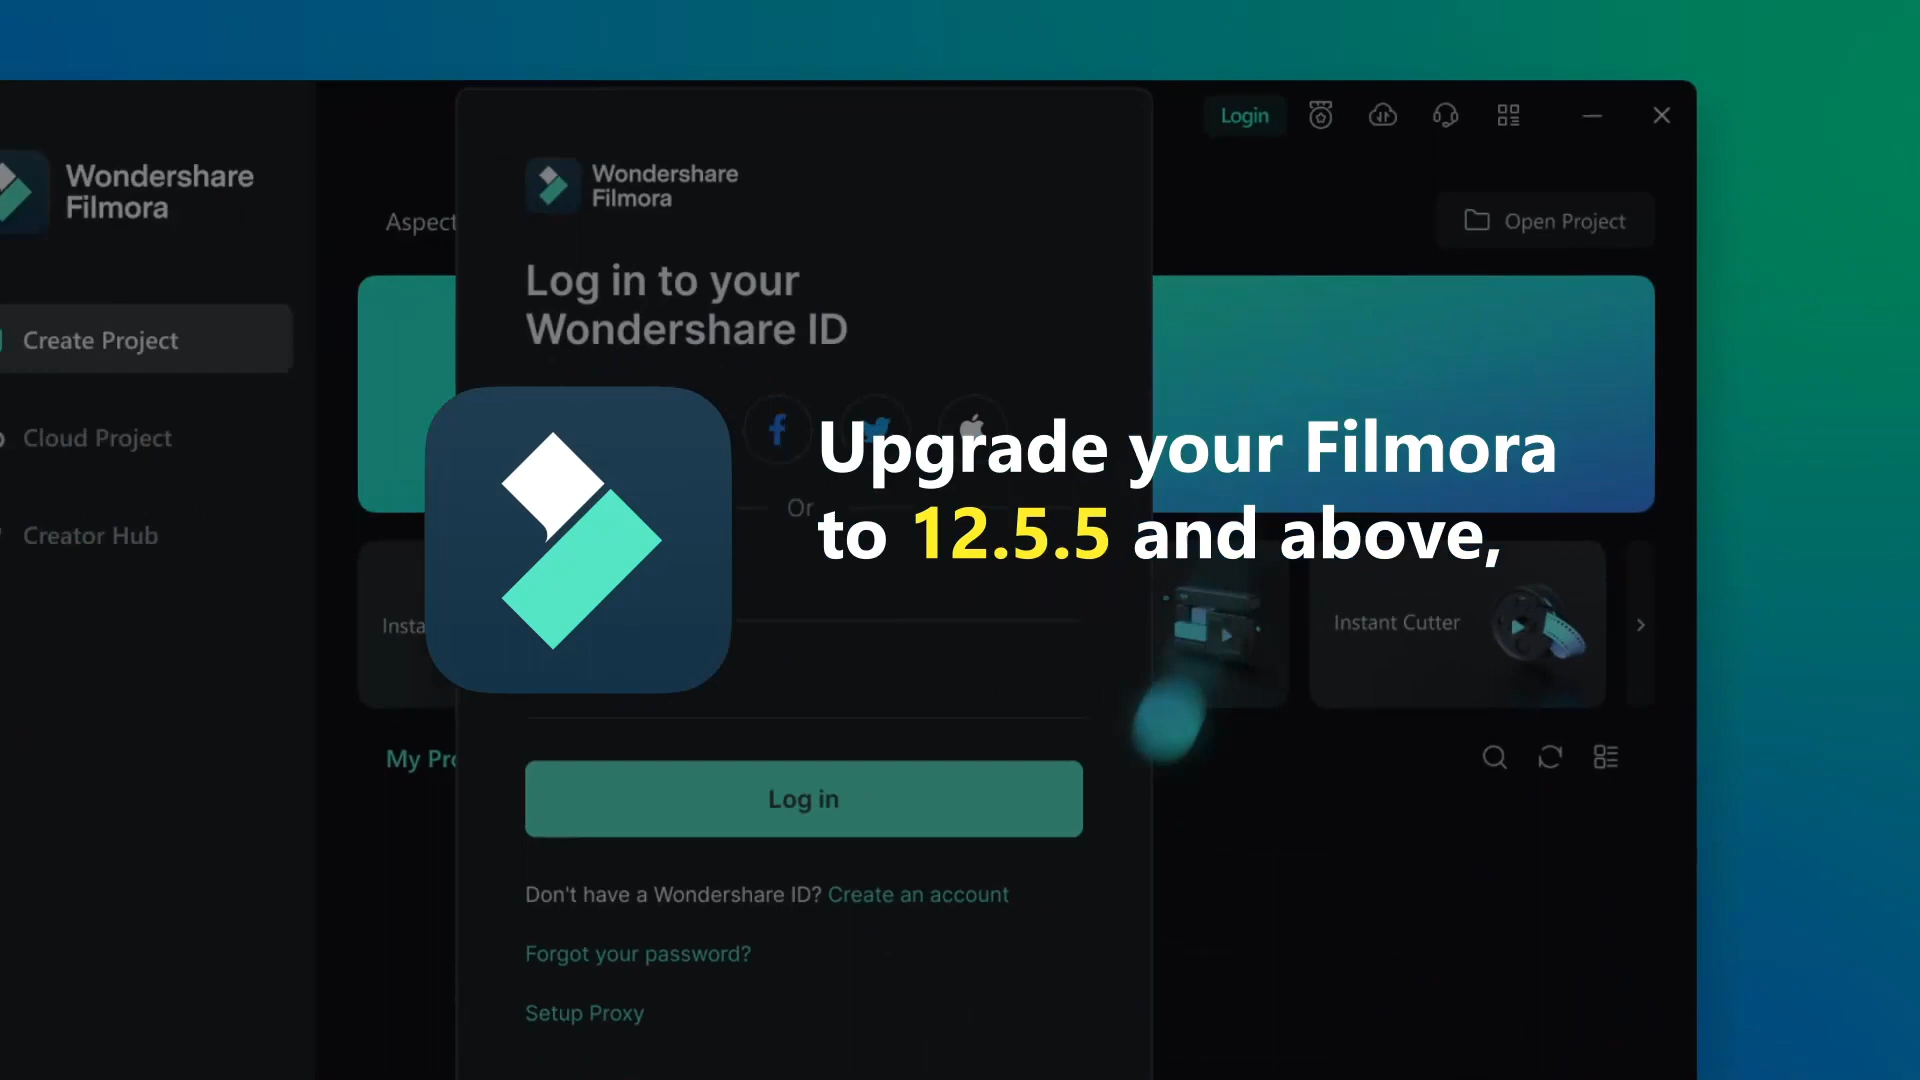 Login
Wondershare
Filmora
Wondershare
Filmora
Aspect
Open Project
Log in to your
Wondershare ID
Create Project
Cloud Project
Creator Hub
Upgrade your Filmora
to 12.5.5 and above,
Or
Insta
Instant Cutter
My Pro
Log in
Don't have a Wondershare ID? Create an account
Forgot your password?
Setup Proxy